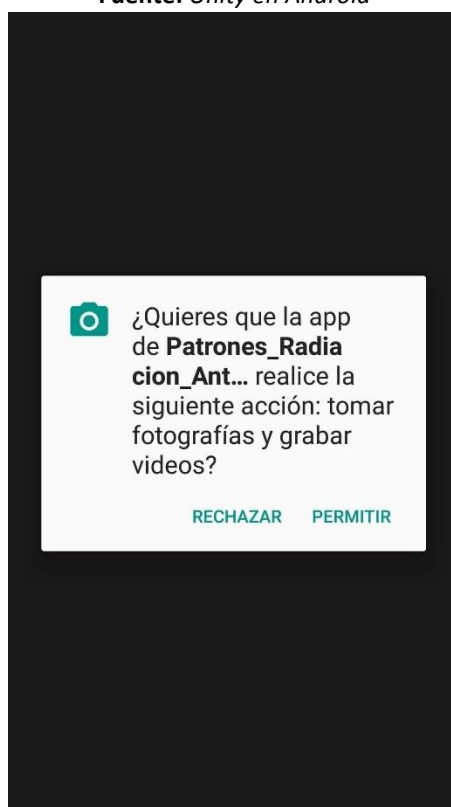 Fuente: Unity en Android
¿Quieres que la app
de Patrones_Radia
cion_Ant... realice la
siguiente acción: tomar
fotografías y grabar
videos?
RECHAZAR PERMITIR